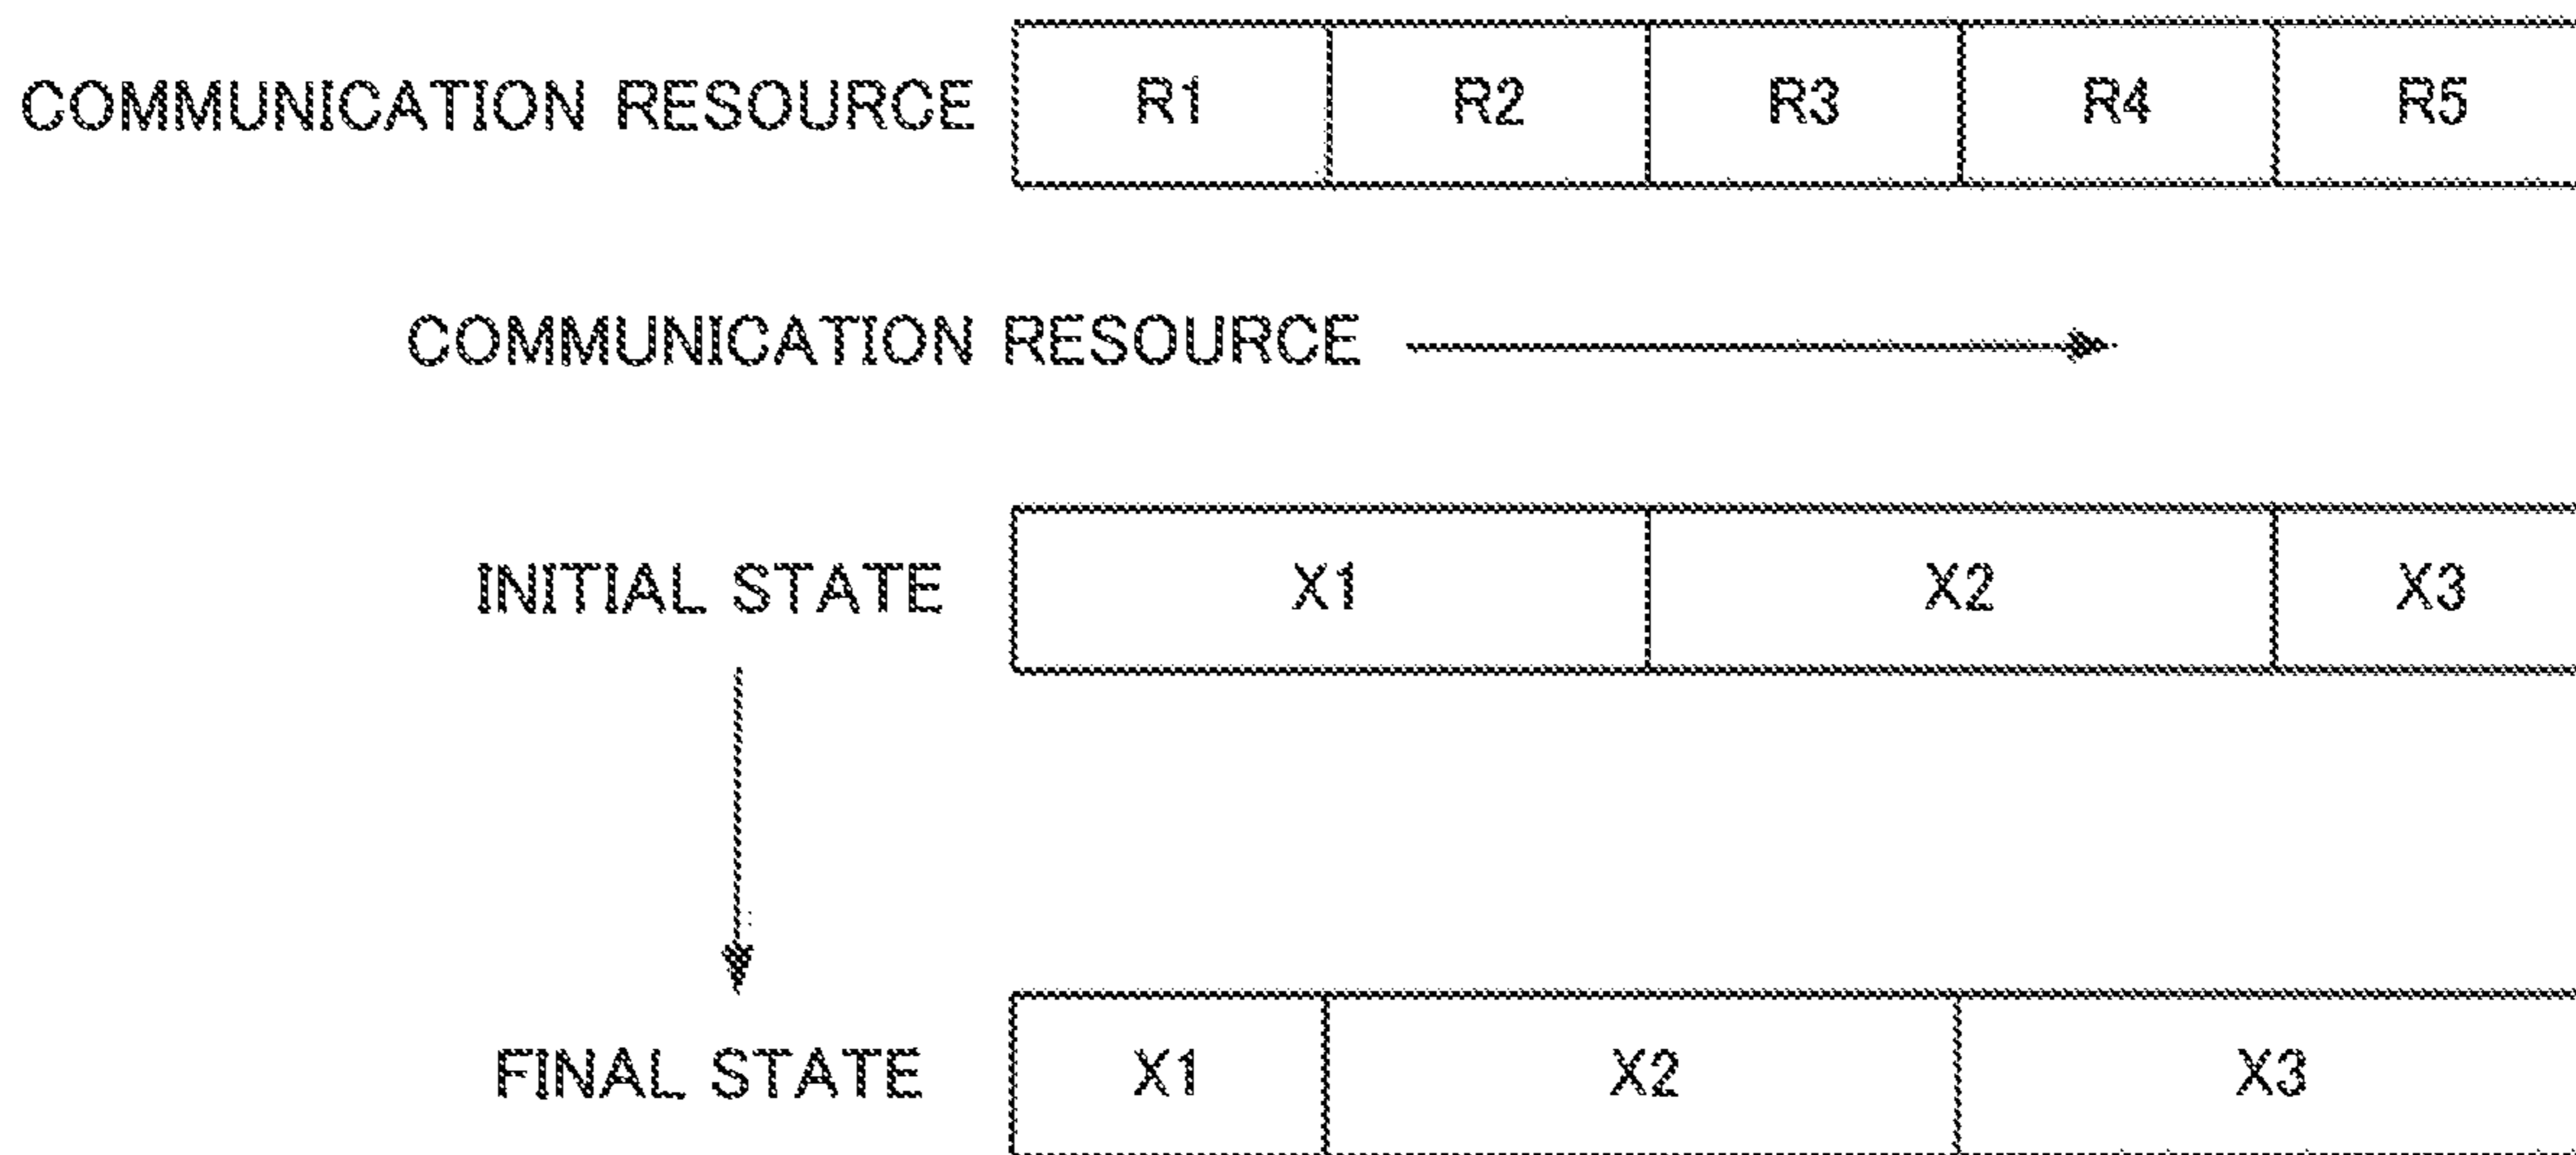 COMMUNICATION RESOURCE R1 R2 R3 R4 R5
COMMUNICATION RESOURCE
INITIAL STATE X1 X2 X3
FINAL STATE X1 X2 X3